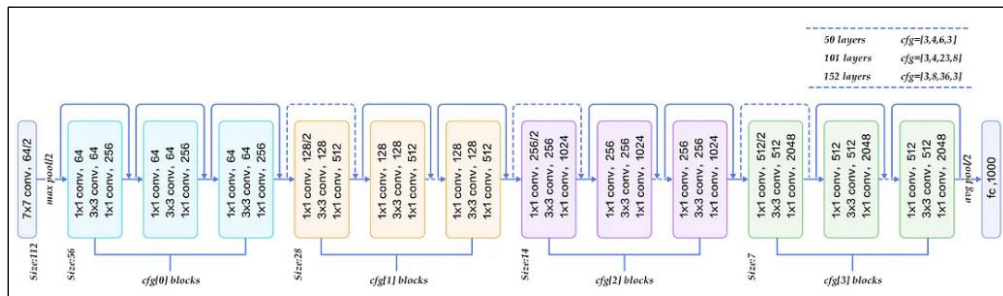 50 layers cfg=[3,4,6,3]
101 layers cfg=[3,4,23,8]
152 layers cfg=[3,8,36,3]
7x7 conv, 64/2
max pool/2
1x1 conv, 64
3x3 conv, 64
1x1 conv, 256
1x1 conv, 64
3x3 conv, 64
1x1 conv, 256
1x1 conv, 64
3x3 conv, 64
1x1 conv, 256
1x1 conv, 128/2
3x3 conv, 128
1x1 conv, 512
1x1 conv, 128
3x3 conv, 128
1x1 conv, 512
1x1 conv, 128
3x3 conv, 128
1x1 conv, 512
1x1 conv, 256/2
3x3 conv, 256
1x1 conv, 1024
1x1 conv, 256
3x3 conv, 256
1x1 conv, 1024
1x1 conv, 256
3x3 conv, 256
1x1 conv, 1024
1x1 conv, 512/2
3x3 conv, 512
1x1 conv, 2048
1x1 conv, 512
3x3 conv, 512
1x1 conv, 2048
1x1 conv, 512
3x3 conv, 512
1x1 conv, 2048
avg pool/2
fc, 1000
Size:112
Size:56
cfg[0] blocks
Size:28
cfg[1] blocks
Size:14
cfg[2] blocks
Size:7
cfg[3] blocks